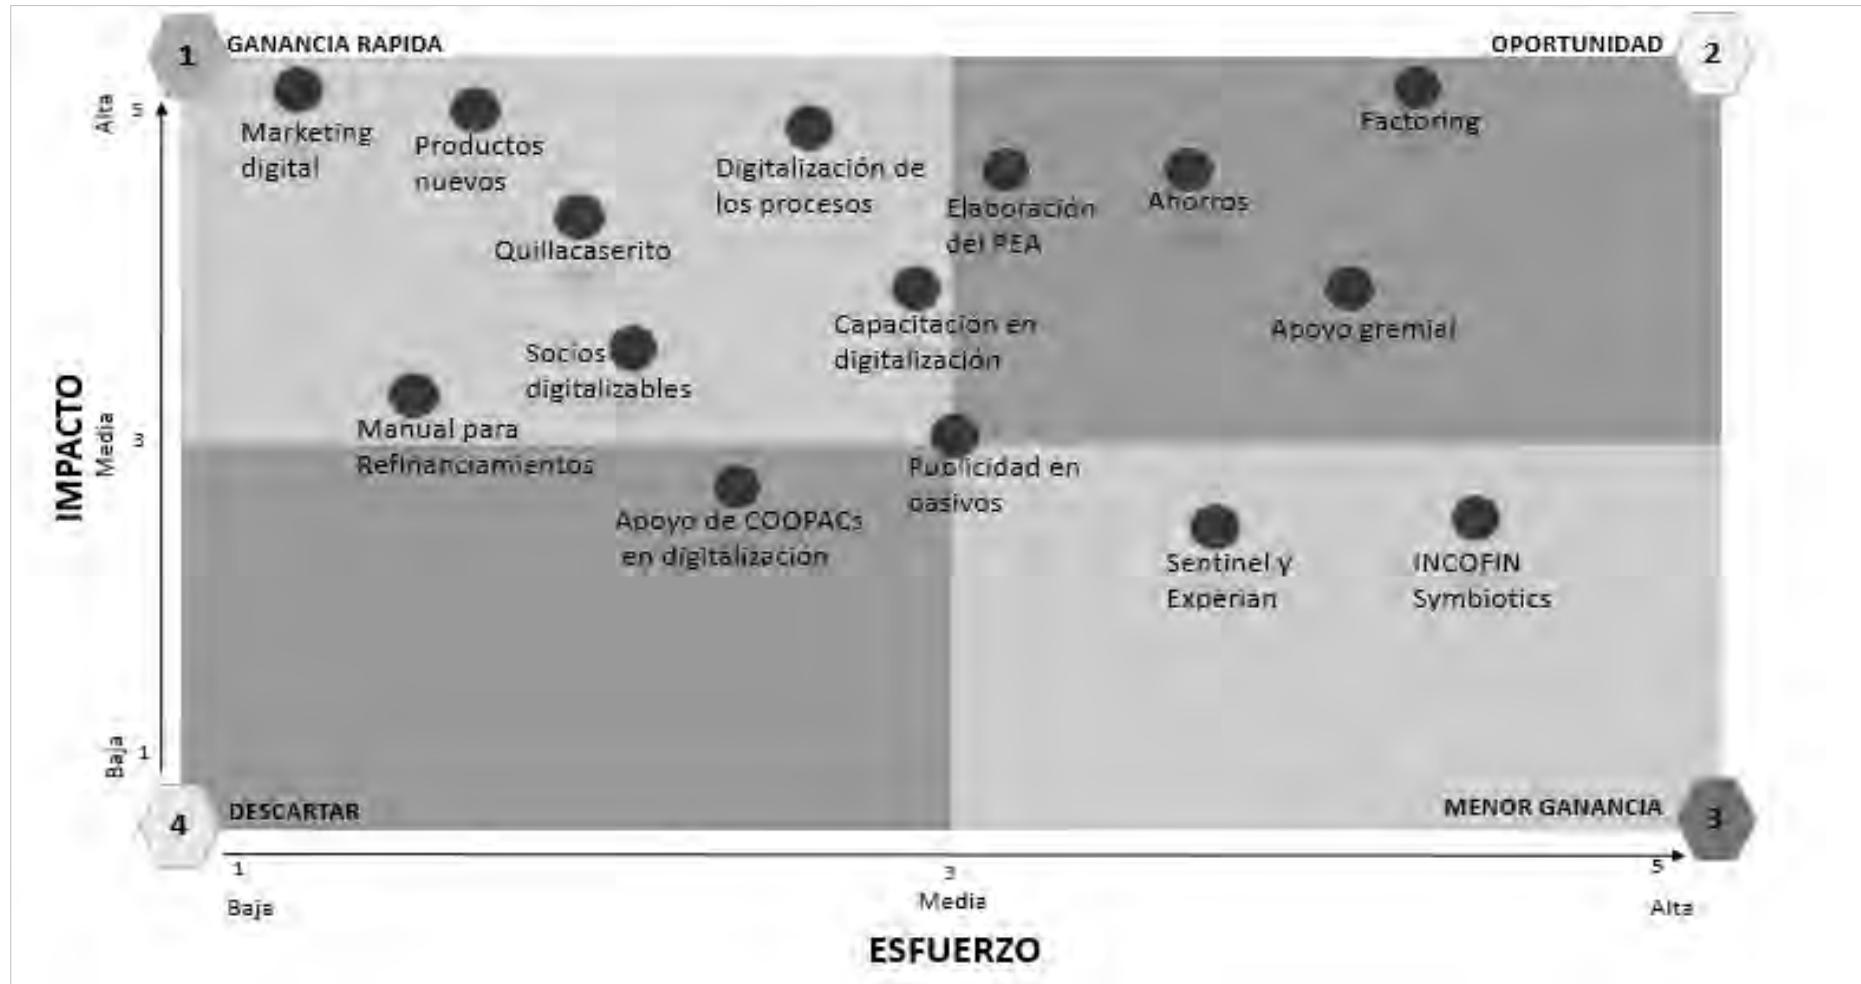 1
GANANCIA RAPIDA
OPORTUNIDAD
2
Alta
5
Marketing
digital
Productos
nuevos
Digitalización de
los procesos
Factoring
Quillacaserito
Elaboración
del PEA
Ahorros
Capacitación en
digitalización
Apoyo gremial
Socios
digitalizables
IMPACTO
Media
3
Manual para
Refinanciamientos
Publicidad en
pasivos
Apoyo de COOPACs
en digitalización
Sentinel y
Experian
INCOFIN
Symbiotics
Baja
1
4
DESCARTAR
MENOR GANANCIA
3
1
3
5
Baja
Media
Alta
ESFUERZO